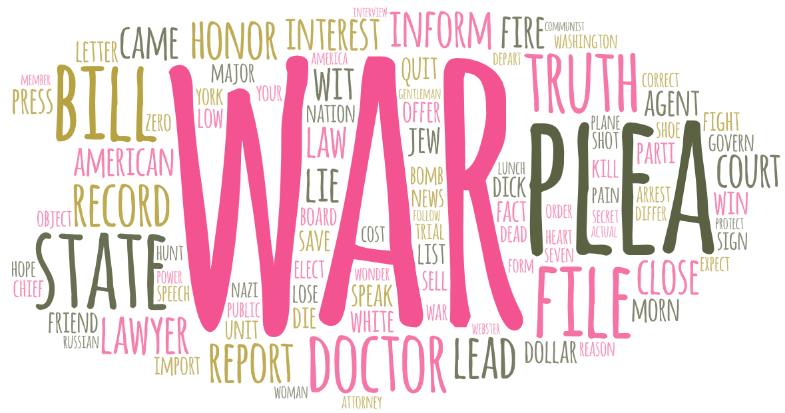 INTERVIEW
LETTER CAME HONOR INTEREST INFORM FIRE COMMUNIST
WASHINGTON
MEMBER MAJOR AMERICA QUIT DEPART TRUTH CORRECT
PRESS BILL ZERO YORK YOUR WIT GENTLEMAN AGENT
LOW NATION OFFER PLANE SHOE FIGHT
AMERICAN WAR LAW JEW SHOT PARTI GOVERN
RECORD LIE BOMB LUNCH PLEA KILL COURT
OBJECT BOARD NEWS DICK PAIN ARREST WIN
SAVE FOLLOW FACT ORDER SECRET DIFFER PROTECT
STATE HUNT COST TRIAL DEAD HEART ACTUAL SIGN
HOPE POWER ELECT WONDER LIST SEVEN EXPECT
CHIEF SPEECH NAZI LOSE SPEAK SELL FORM FILE CLOSE
FRIEND LAWYER PUBLIC DIE WHITE WAR MORN
RUSSIAN UNIT WEBSTER
IMPORT REPORT DOCTOR LEAD DOLLAR REASON
WOMAN
ATTORNEY